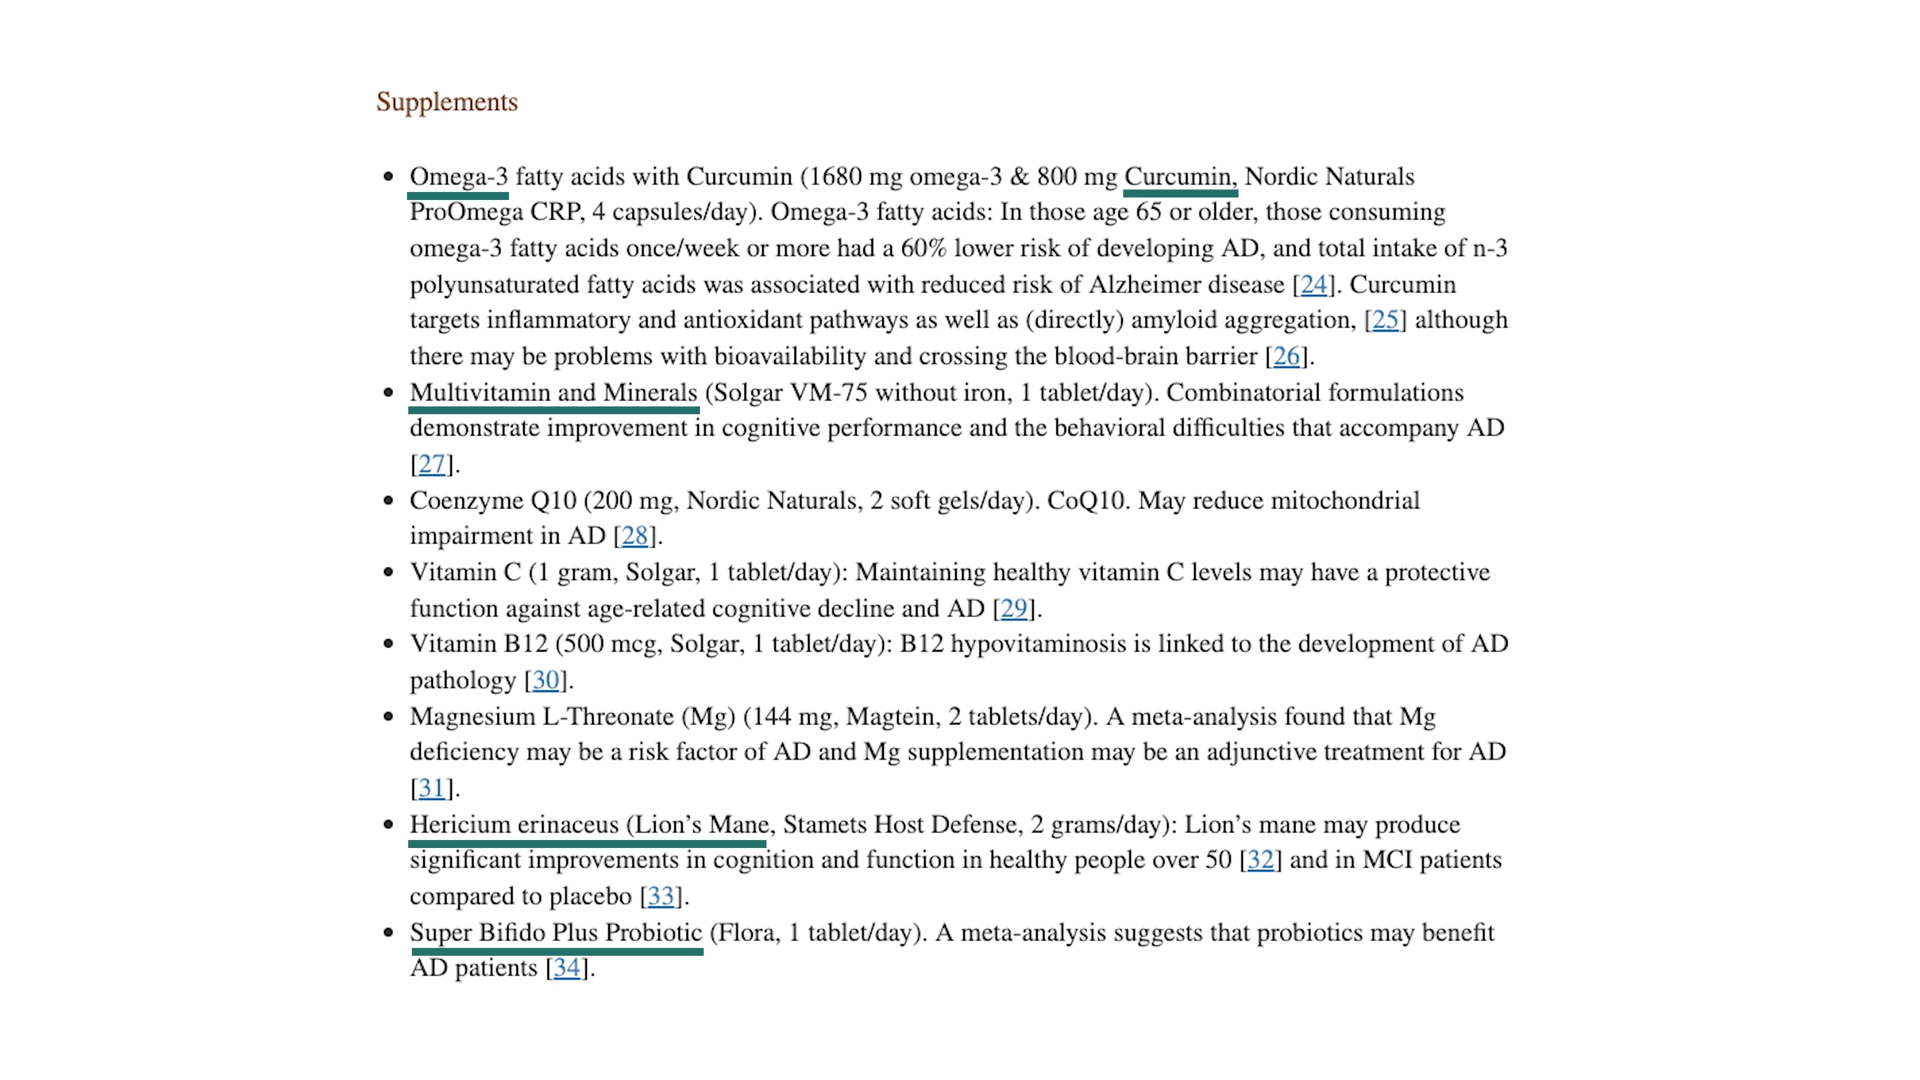 Supplements
• Omega-3 fatty acids with Curcumin (1680 mg omega-3 & 800 mg Curcumin, Nordic Naturals
ProOmega CRP, 4 capsules/day). Omega-3 fatty acids: In those age 65 or older, those consuming
omega-3 fatty acids once/week or more had a 60% lower risk of developing AD, and total intake of n-3
polyunsaturated fatty acids was associated with reduced risk of Alzheimer disease [24]. Curcumin
targets inflammatory and antioxidant pathways as well as (directly) amyloid aggregation, [25] although
there may be problems with bioavailability and crossing the blood-brain barrier [26].
• Multivitamin and Minerals (Solgar VM-75 without iron, 1 tablet/day). Combinatorial formulations
demonstrate improvement in cognitive performance and the behavioral difficulties that accompany AD
[27].
• Coenzyme Q10 (200 mg, Nordic Naturals, 2 soft gels/day). CoQ10. May reduce mitochondrial
impairment in AD [28].
• Vitamin C (1 gram, Solgar, 1 tablet/day): Maintaining healthy vitamin C levels may have a protective
function against age-related cognitive decline and AD [29].
• Vitamin B12 (500 mcg, Solgar, 1 tablet/day): B12 hypovitaminosis is linked to the development of AD
pathology [30].
• Magnesium L-Threonate (Mg) (144 mg, Magtein, 2 tablets/day). A meta-analysis found that Mg
deficiency may be a risk factor of AD and Mg supplementation may be an adjunctive treatment for AD
[31].
• Hericium erinaceus (Lion’s Mane, Stamets Host Defense, 2 grams/day): Lion’s mane may produce
significant improvements in cognition and function in healthy people over 50 [32] and in MCI patients
compared to placebo [33].
• Super Bifido Plus Probiotic (Flora, 1 tablet/day). A meta-analysis suggests that probiotics may benefit
AD patients [34].